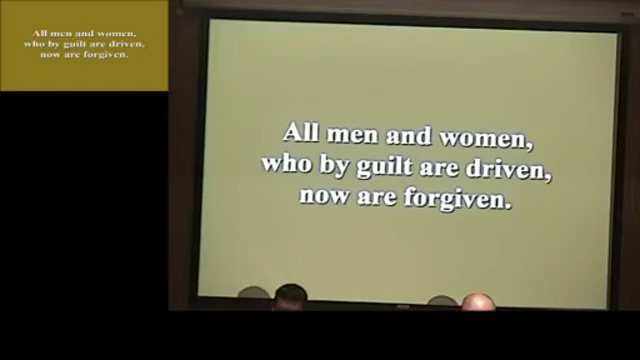 All men and women,
who by guilt are driven,
now are forgiven.
All men and women,
who by guilt are driven,
now are forgiven.